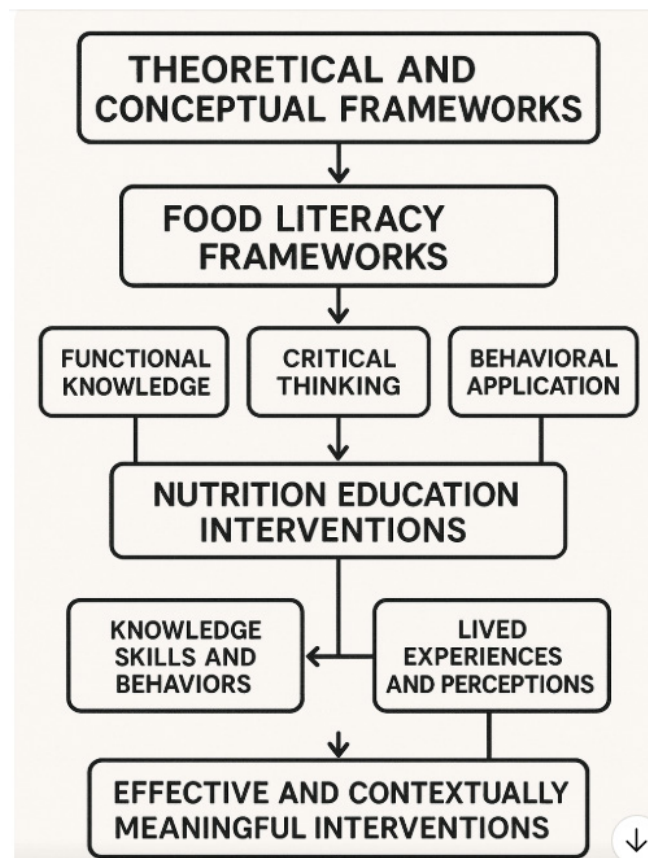 THEORETICAL AND
CONCEPTUAL FRAMEWORKS
FOOD LITERACY
FRAMEWORKS
FUNCTIONAL
KNOWLEDGE
CRITICAL
THINKING
BEHAVIORAL
APPLICATION
NUTRITION EDUCATION
INTERVENTIONS
KNOWLEDGE
SKILLS AND
BEHAVIORS
LIVED
EXPERIENCES
AND PERCEPTIONS
EFFECTIVE AND CONTEXTUALLY
MEANINGFUL INTERVENTIONS